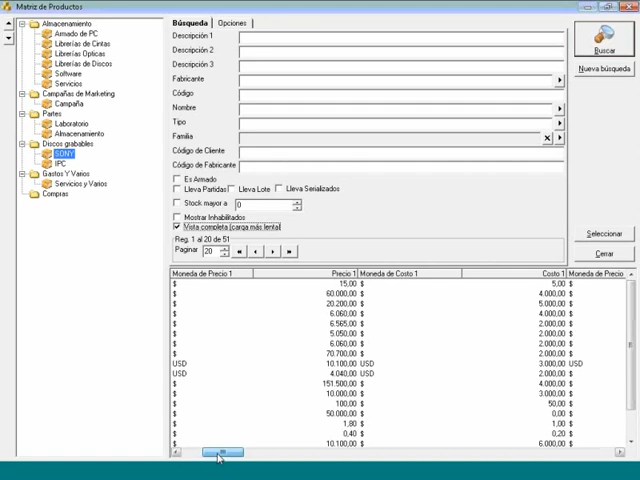 Matriz de Productos
Almacenamiento
Armado de PC
Librerías de Cintas
Librerías Opticas
Librerías de Discos
Software
Servicios
Campañas de Marketing
Campaña
Partes
Laboratorio
Almacenamiento
Discos grabables
SONY
IPC
Gastos Y Varios
Servicios y Varios
Compras
Búsqueda Opciones
Descripción 1
Descripción 2
Descripción 3
Fabricante
Código
Nombre
Tipo
Familia
Código de Cliente
Código de Fabricante
Es Armado
Lleva Partidas Lleva Lote Lleva Serializados
Stock mayor a 0
Mostrar Inhabilitados
Vista completa (carga más lenta)
Reg. 1 al 20 de 51
Paginar 20
Buscar
Nueva búsqueda
Seleccionar
Cerrar
Moneda de Precio 1 Precio 1 Moneda de Costo 1 Costo 1 Moneda de Precio
$ 15,00 $ 5,00 $
$ 60.000,00 $ 4.000,00 $
$ 20.200,00 $ 5.000,00 $
$ 6.060,00 $ 4.000,00 $
$ 6.565,00 $ 2.000,00 $
$ 5.050,00 $ 2.000,00 $
$ 6.060,00 $ 2.000,00 $
$ 70.700,00 $ 2.000,00 $
USD 10.100,00 USD 3.000,00 USD
USD 4.040,00 USD 2.000,00 $
$ 151.500,00 $ 4.000,00 $
$ 10.000,00 $ 3.000,00 $
$ 100,00 $ 50,00 $
$ 50.000,00 $ 0,00 $
$ 1,80 $ 1,00 $
$ 0,40 $ 0,20 $
$ 10.100,00 $ 6.000,00 $